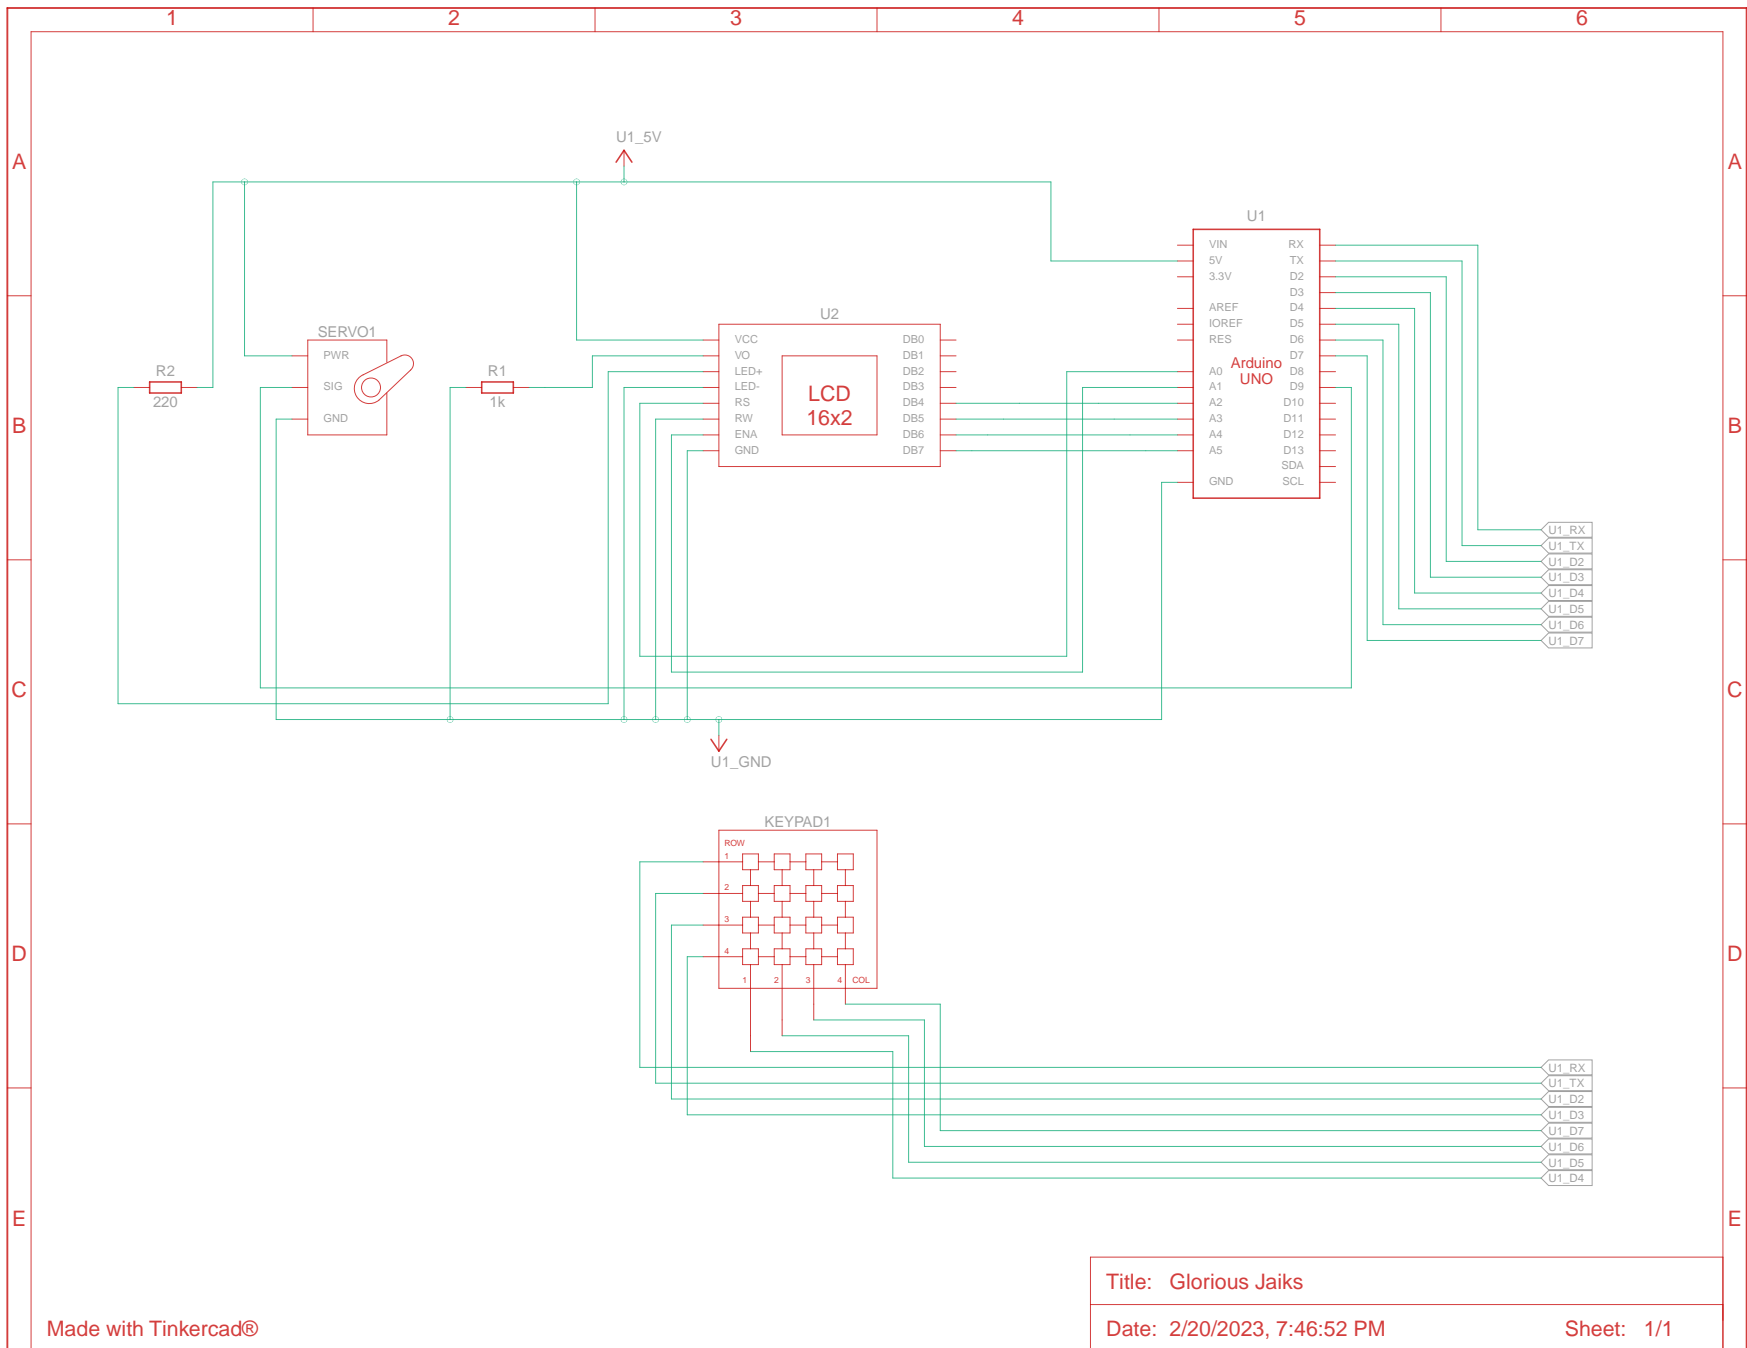 1 2 3 4 5 6
A A
B B
C C
D D
E E
U1_5V
U1
VIN RX
5V TX
3.3V D2
D3
AREF D4
IOREF D5
RES D6
D7
A0 D8
A1 D9
A2 D10
A3 D11
A4 D12
A5 D13
SDA
GND SCL
Arduino
UNO
SERVO1
PWR
SIG
GND
R2
220
R1
1k
U2
VCC DB0
VO DB1
LED+ DB2
LED- DB3
RS DB4
RW DB5
ENA DB6
GND DB7
LCD
16x2
U1_RX
U1_TX
U1_D2
U1_D3
U1_D4
U1_D5
U1_D6
U1_D7
U1_GND
KEYPAD1
ROW
1
2
3
4
1 2 3 4 COL
U1_RX
U1_TX
U1_D2
U1_D3
U1_D7
U1_D6
U1_D5
U1_D4
Title: Glorious Jaiks
Made with Tinkercad®
Date: 2/20/2023, 7:46:52 PM Sheet: 1/1